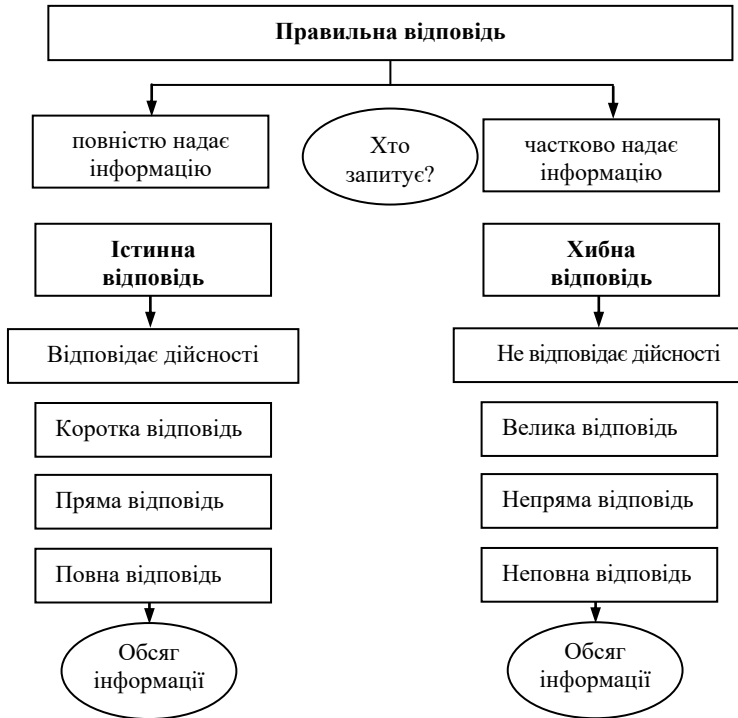 Правильна відповідь
повністю надає
інформацію
Хто
запитує?
частково надає
інформацію
Істинна
відповідь
Хибна
відповідь
Відповідає дійсності
Не відповідає дійсності
Коротка відповідь
Велика відповідь
Пряма відповідь
Непряма відповідь
Повна відповідь
Неповна відповідь
Обсяг
інформації
Обсяг
інформації